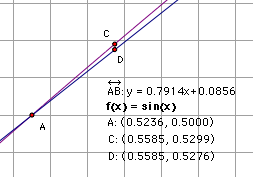 C
D
A
AB: y = 0.7914x+0.0856
f(x) = sin(x)
A: (0.5236, 0.5000)
C: (0.5585, 0.5299)
D: (0.5585, 0.5276)